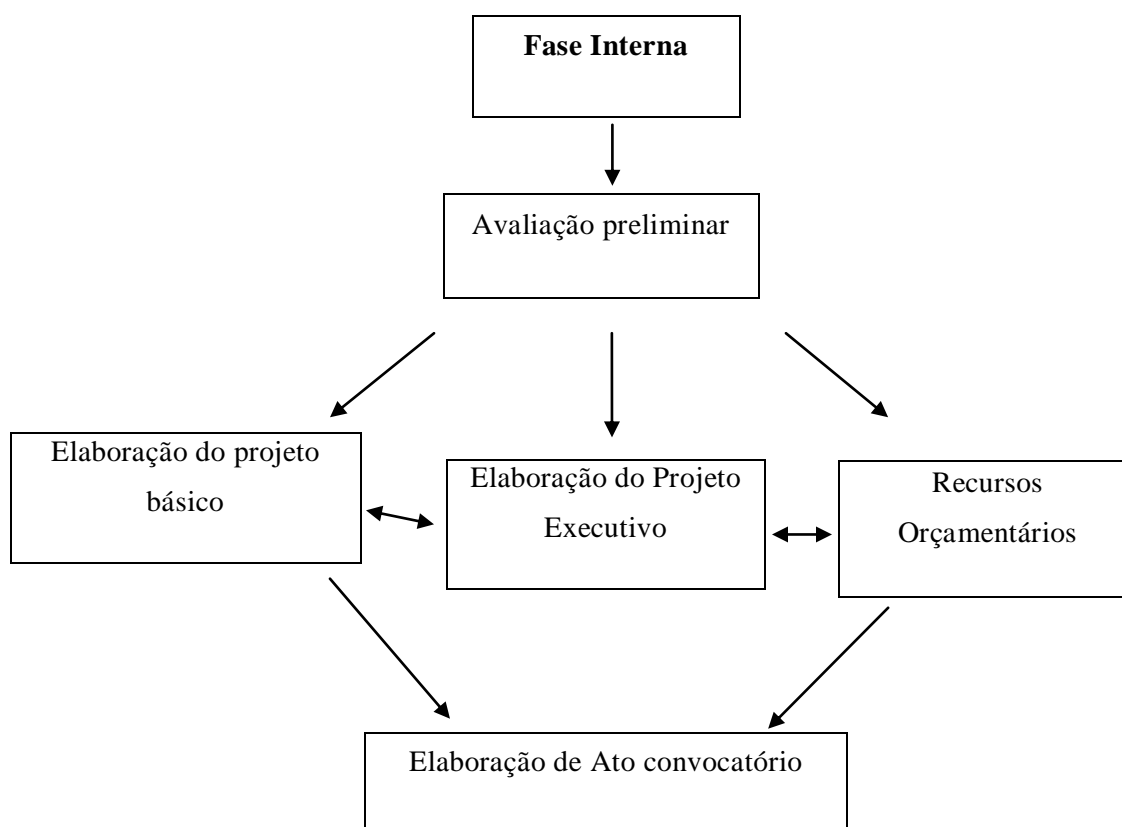 Fase Interna
Avaliação preliminar
Elaboração do projeto
básico
Elaboração do Projeto
Executivo
Recursos
Orçamentários
Elaboração de Ato convocatório